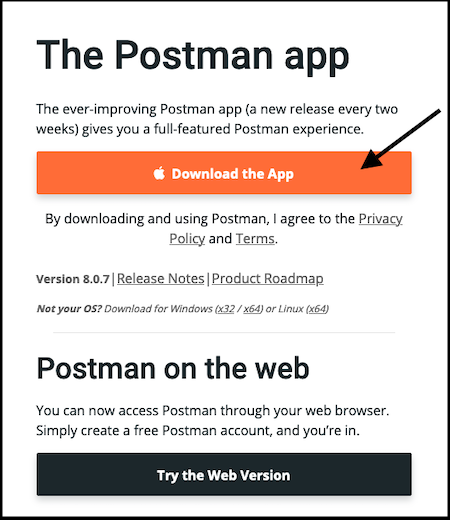 The Postman app
The ever-improving Postman app (a new release every two
weeks) gives you a full-featured Postman experience.
Download the App
By downloading and using Postman, I agree to the Privacy
Policy and Terms.
Version 8.0.7|Release Notes|Product Roadmap
Not your OS? Download for Windows (x32 / x64) or Linux (x64)
Postman on the web
You can now access Postman through your web browser.
Simply create a free Postman account, and you're in.
Try the Web Version